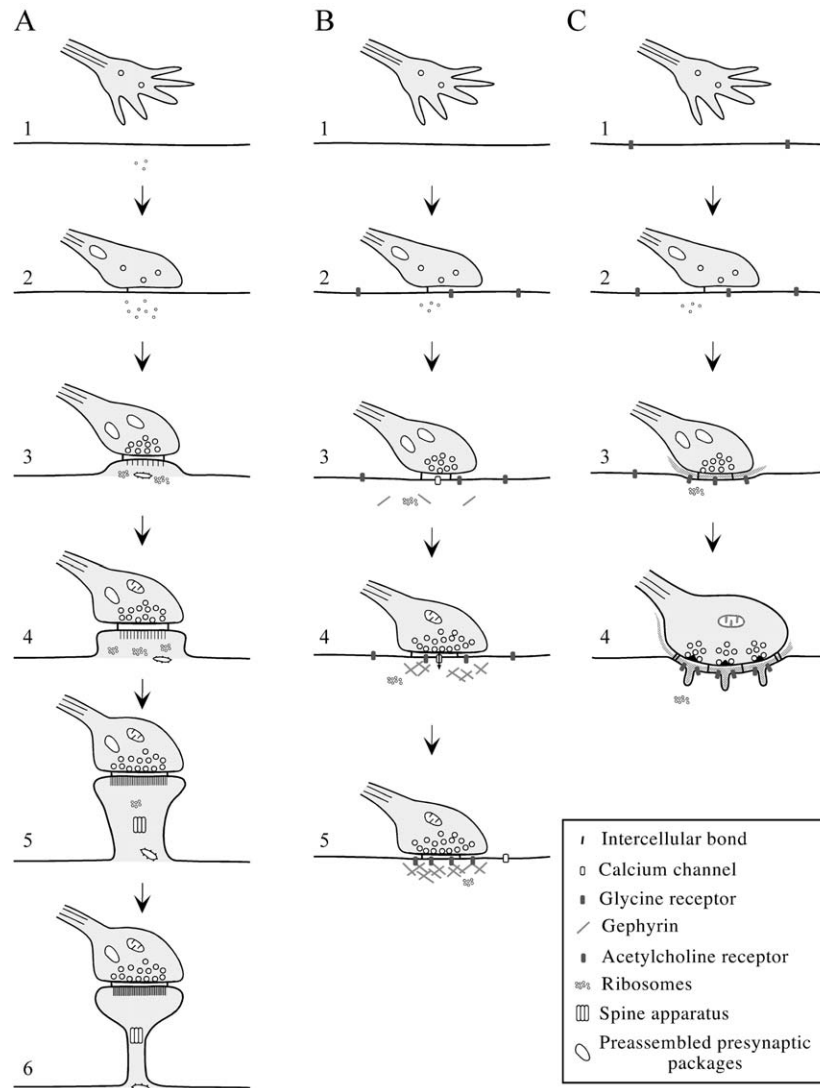 A B C
1 1 1
2 2 2
3 3 3
4 4 4
5 5
6
Intercellular bond
Calcium channel
Glycine receptor
Gephyrin
Acetylcholine receptor
Ribosomes
Spine apparatus
Preassembled presynaptic
packages